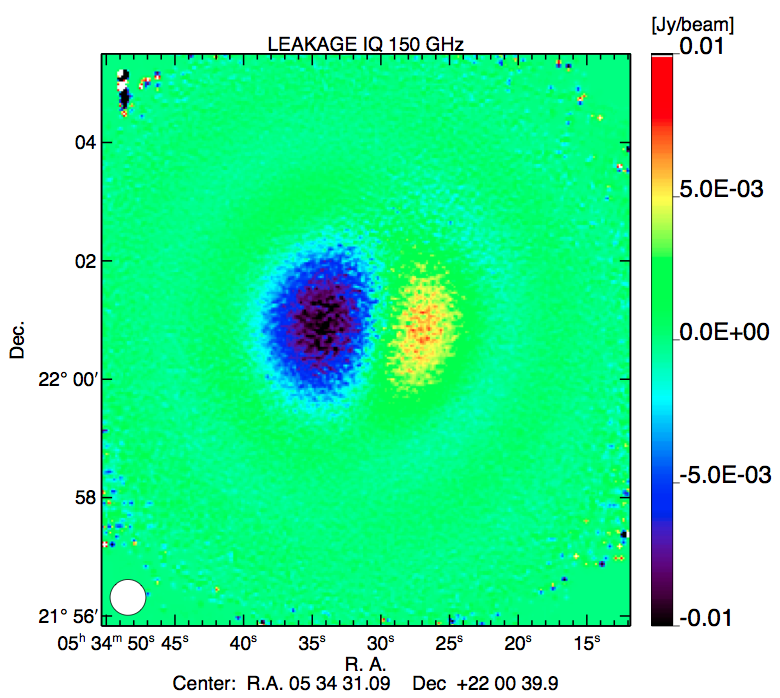 [Jy/beam]
LEAKAGE IQ 150 GHz
0.01
5.0E-03
0.0E+00
-5.0E-03
-0.01
Dec.
04
02
22° 00′
58
21° 56′
05ʰ 34ᵐ 50ˢ 45ˢ 40ˢ 35ˢ 30ˢ 25ˢ 20ˢ 15ˢ
R. A.
Center: R.A. 05 34 31.09 Dec +22 00 39.9